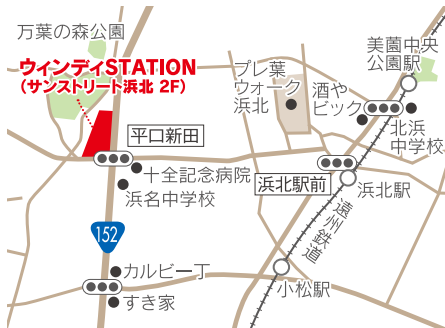 万葉の森公園
ウィンディSTATION
(サンストリート浜北 2F)
プレ葉
ウォーク
浜北
酒や
ビック
美薗中央
公園駅
北浜
中学校
平口新田
十全記念病院
浜名中学校
浜北駅前
浜北駅
遠州鉄道
152
小松駅
カルビ一丁
すき家